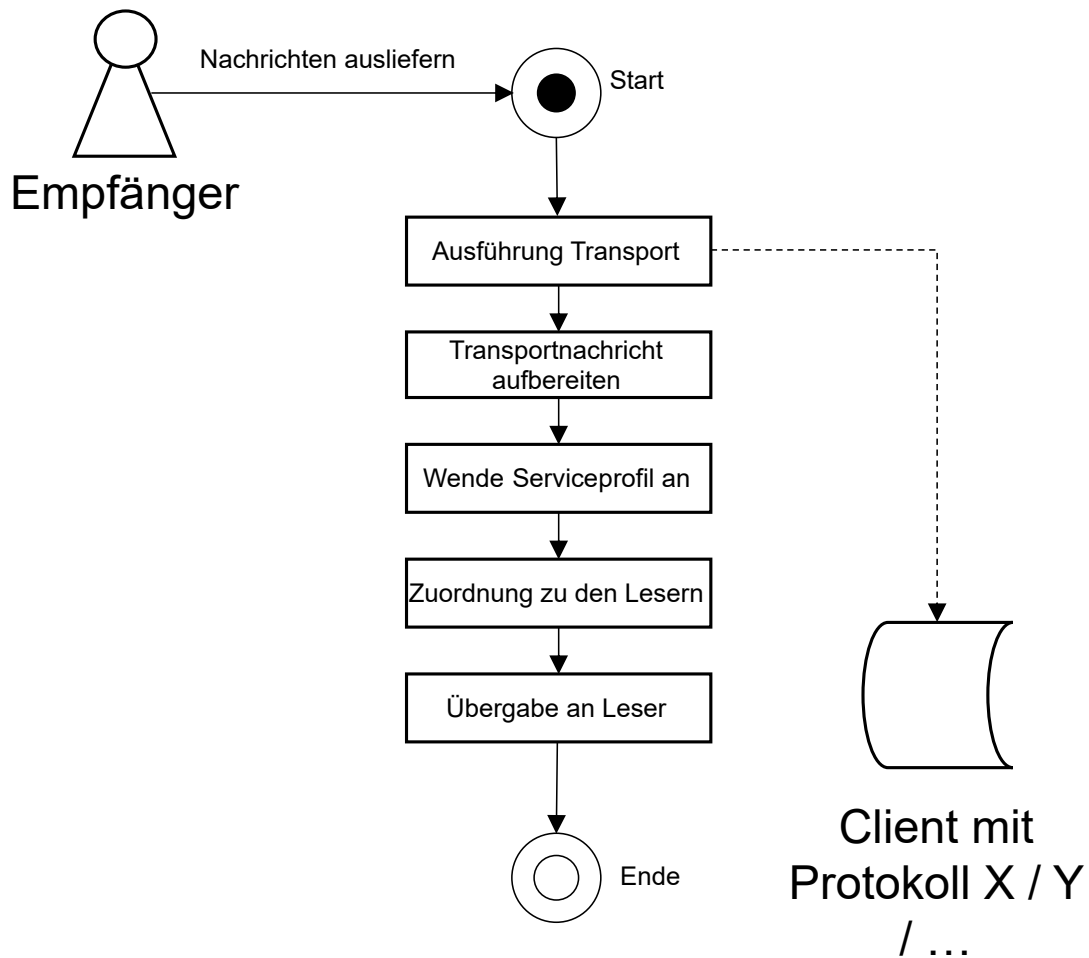 Nachrichten ausliefern
Start
Empfänger
Ausführung Transport
Transportnachricht
aufbereiten
Wende Serviceprofil an
Zuordnung zu den Lesern
Übergabe an Leser
Ende
Client mit
Protokoll X / Y
/ ...